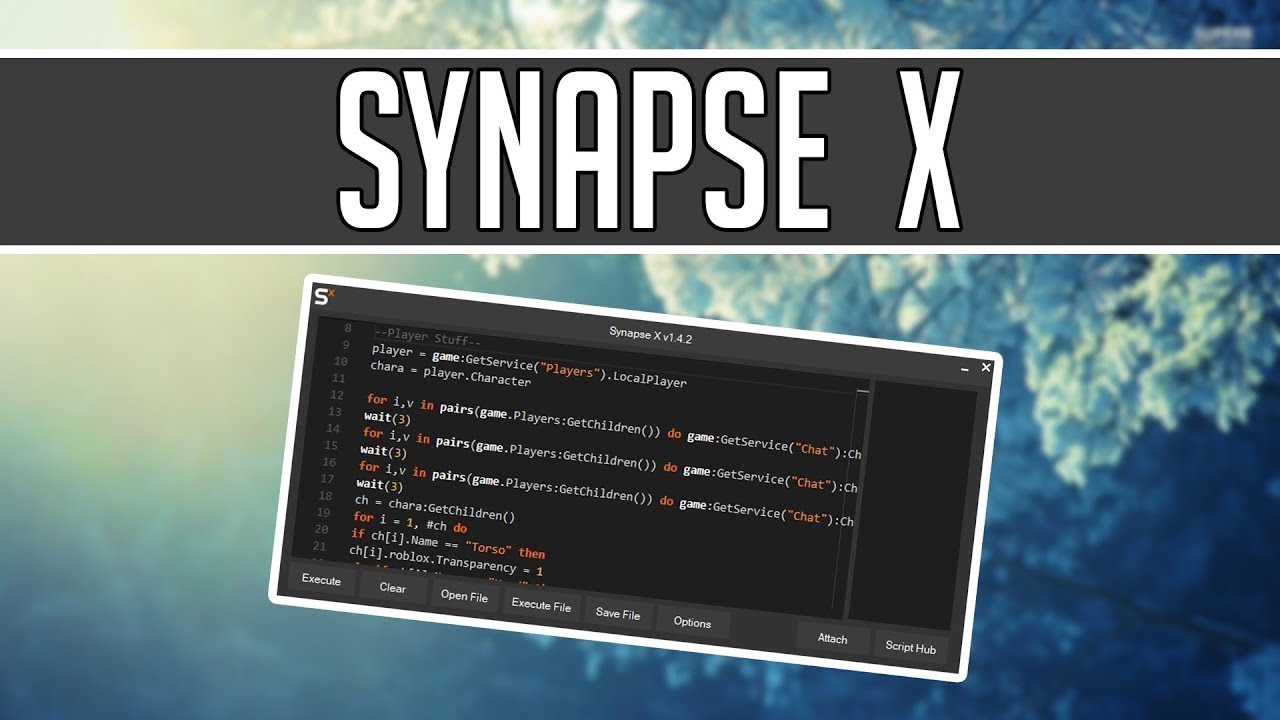 SYNAPSE X
Sx
Synapse X v1.4.2
8 --Player Stuff--
9 player = game:GetService("Players").LocalPlayer
10 chara = player.Character
11
12 for i,v in pairs(game.Players:GetChildren()) do game:GetService("Chat"):Ch
13 wait(3)
14 for i,v in pairs(game.Players:GetChildren()) do game:GetService("Chat"):Ch
15 wait(3)
16 for i,v in pairs(game.Players:GetChildren()) do game:GetService("Chat"):Ch
17 wait(3)
18 ch = chara:GetChildren()
19 for i = 1, #ch do
20 if ch[i].Name == "Torso" then
21 ch[i].roblox.Transparency = 1
Execute Clear Open File Execute File Save File Options Attach Script Hub